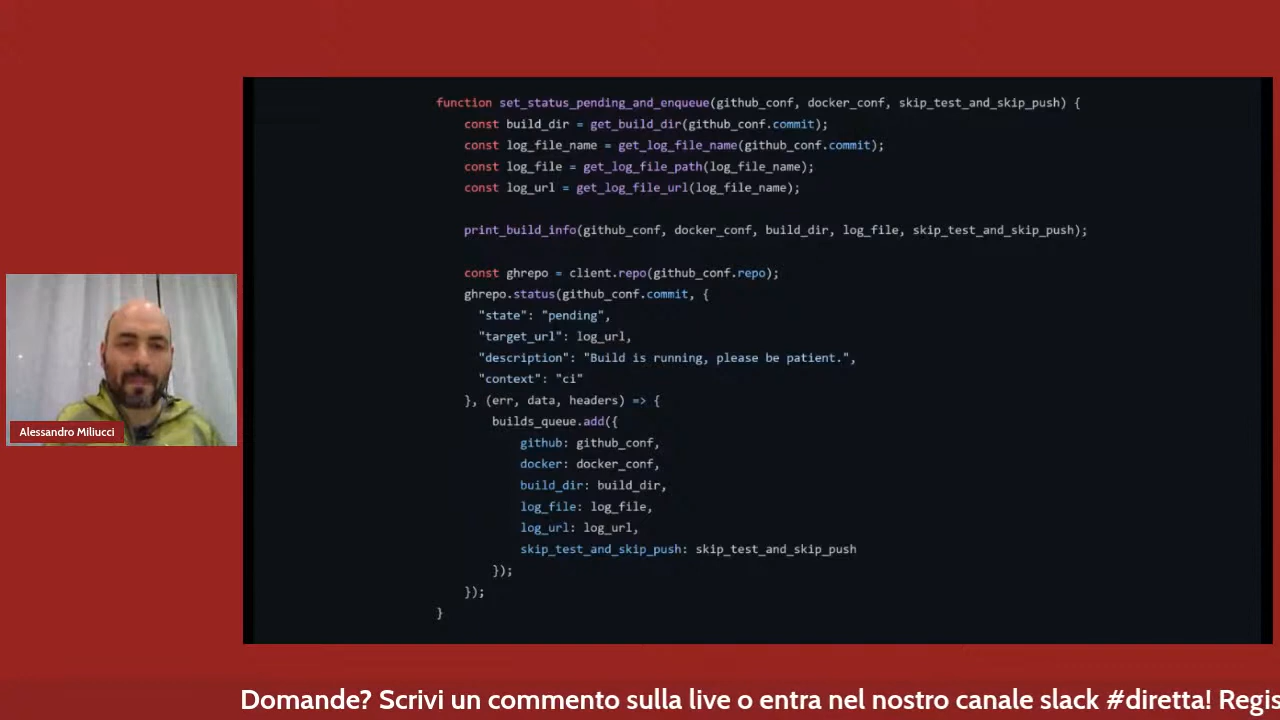 function set_status_pending_and_enqueue(github_conf, docker_conf, skip_test_and_skip_push) {
const build_dir = get_build_dir(github_conf.commit);
const log_file_name = get_log_file_name(github_conf.commit);
const log_file = get_log_file_path(log_file_name);
const log_url = get_log_file_url(log_file_name);
print_build_info(github_conf, docker_conf, build_dir, log_file, skip_test_and_skip_push);
const ghrepo = client.repo(github_conf.repo);
ghrepo.status(github_conf.commit, {
"state": "pending",
"target_url": log_url,
"description": "Build is running, please be patient.",
"context": "ci"
}, (err, data, headers) => {
builds_queue.add({
github: github_conf,
docker: docker_conf,
build_dir: build_dir,
log_file: log_file,
log_url: log_url,
skip_test_and_skip_push: skip_test_and_skip_push
});
});
}
Alessandro Miliucci
Domande? Scrivi un commento sulla live o entra nel nostro canale slack #diretta! Regis